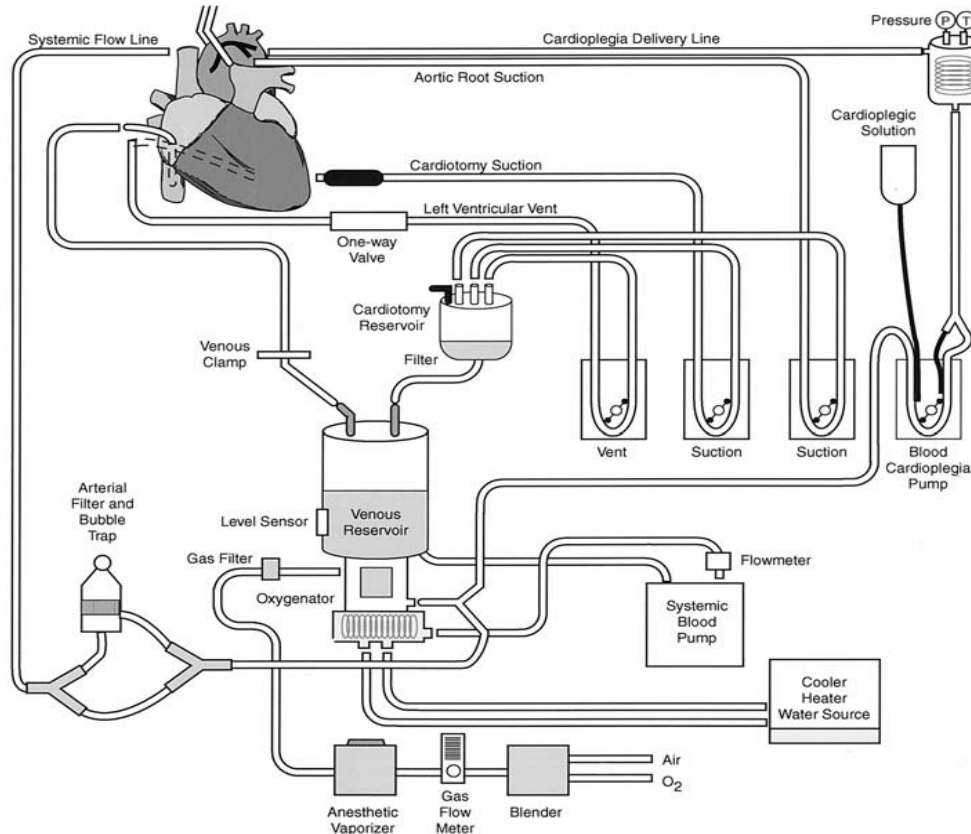 Pressure P T
Systemic Flow Line
Cardioplegia Delivery Line
Aortic Root Suction
Cardioplegic
Solution
Cardiotomy Suction
Left Ventricular Vent
One-way
Valve
Cardiotomy
Reservoir
Venous
Clamp
Filter
Vent
Suction
Suction
Blood
Cardioplegia
Pump
Arterial
Filter and
Bubble
Trap
Level Sensor
Venous
Reservoir
Gas Filter
Flowmeter
Oxygenator
Systemic
Blood
Pump
Cooler
Heater
Water Source
Air
O2
Anesthetic
Vaporizer
Gas
Flow
Meter
Blender